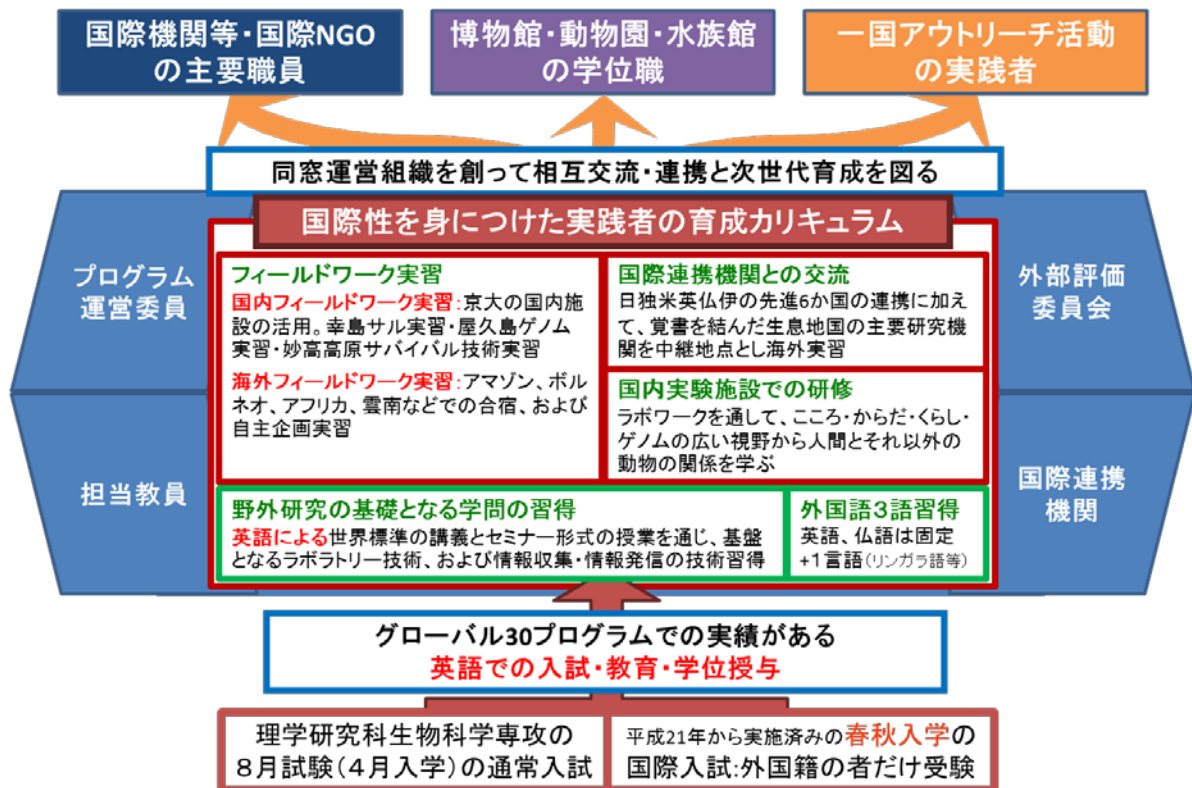 国際機関等・国際NGO
の主要職員
博物館・動物園・水族館
の学位職
一国アウトリーチ活動
の実践者
同窓運営組織を創って相互交流・連携と次世代育成を図る
国際性を身につけた実践者の育成カリキュラム
プログラム
運営委員
担当教員
フィールドワーク実習
国内フィールドワーク実習:京大の国内施
設の活用。幸島サル実習・屋久島ゲノム
実習・妙高高原サバイバル技術実習
海外フィールドワーク実習:アマゾン、ボル
ネオ、アフリカ、雲南などでの合宿、および
自主企画実習
国際連携機関との交流
日独米英仏伊の先進6か国の連携に加え
て、覚書を結んだ生息地国の主要研究機
関を中継地点とし海外実習
国内実験施設での研修
ラボワークを通して、こころ・からだ・くらし・
ゲノムの広い視野から人間とそれ以外の
動物の関係を学ぶ
外部評価
委員会
国際連携
機関
野外研究の基礎となる学問の習得
英語による世界標準の講義とセミナー形式の授業を通じ、基盤
となるラボラトリー技術、および情報収集・情報発信の技術習得
外国語3語習得
英語、仏語は固定
+1言語(リンガラ語等)
グローバル30プログラムでの実績がある
英語での入試・教育・学位授与
理学研究科生物科学専攻の
8月試験(4月入学)の通常入試
平成21年から実施済みの春秋入学の
国際入試:外国籍の者だけ受験